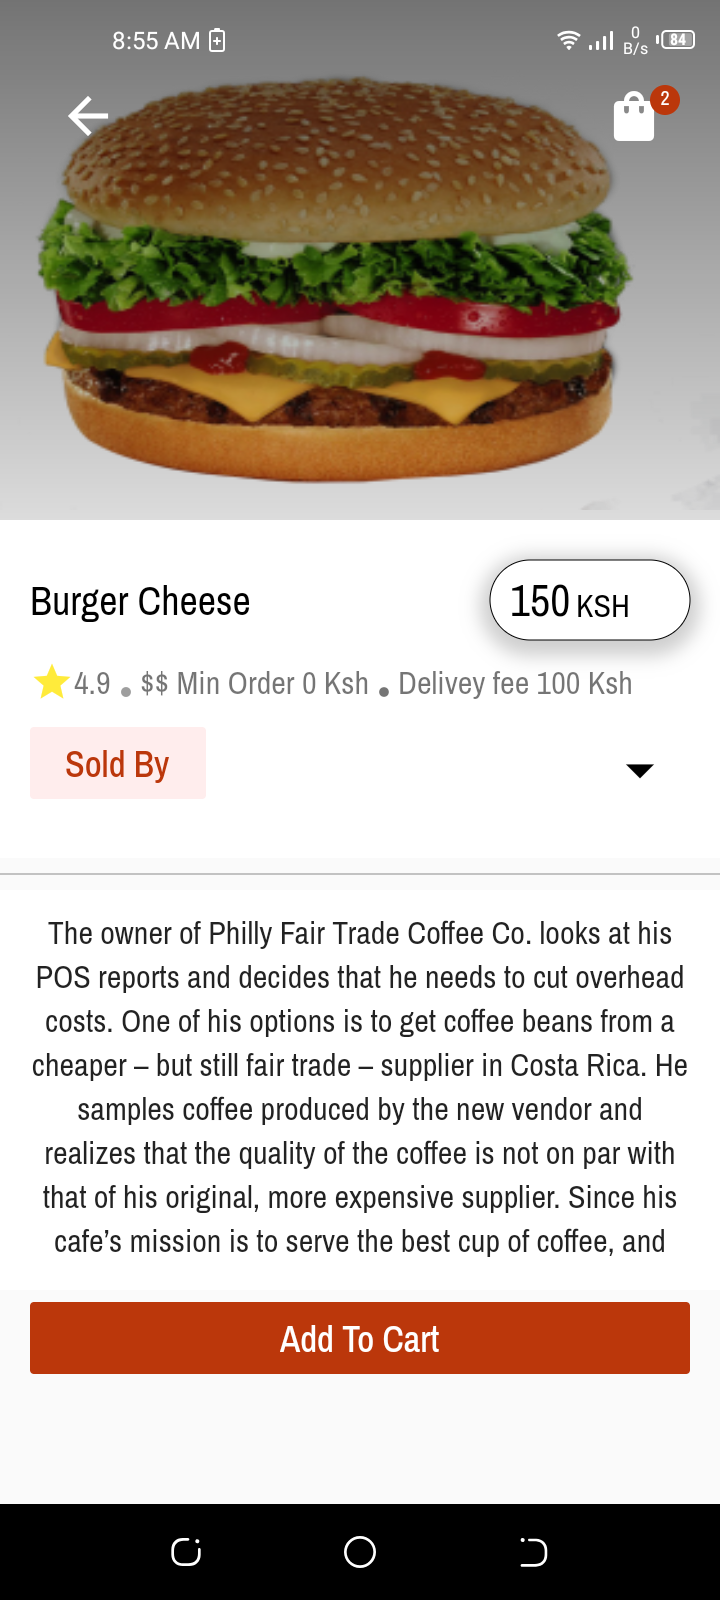 8:55 AM
0
B/s
84
2
Burger Cheese
150 KSH
4.9 . $$ Min Order 0 Ksh . Delivey fee 100 Ksh
Sold By
The owner of Philly Fair Trade Coffee Co. looks at his
POS reports and decides that he needs to cut overhead
costs. One of his options is to get coffee beans from a
cheaper – but still fair trade – supplier in Costa Rica. He
samples coffee produced by the new vendor and
realizes that the quality of the coffee is not on par with
that of his original, more expensive supplier. Since his
cafe’s mission is to serve the best cup of coffee, and
Add To Cart